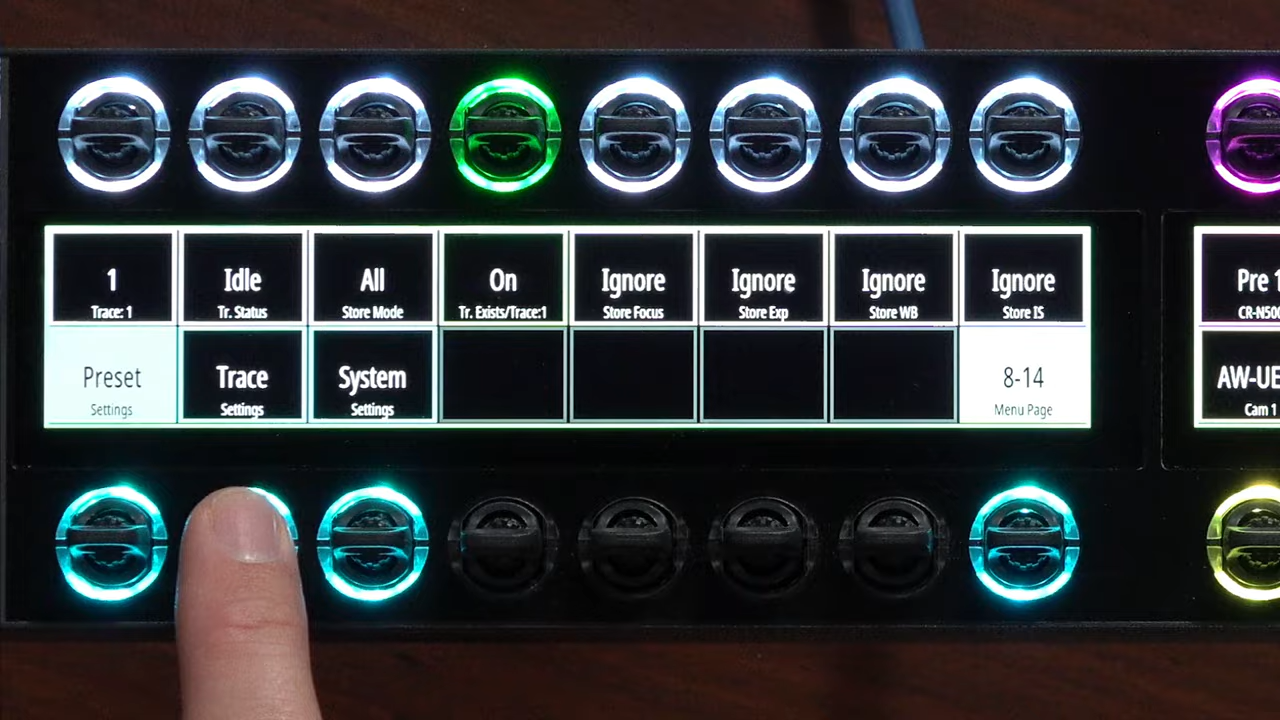 1
Trace: 1
Idle
Tr. Status
All
Store Mode
On
Tr. Exists/Trace:1
Ignore
Store Focus
Ignore
Store Exp
Ignore
Store WB
Ignore
Store IS
Pre 1
CR-N500
Preset
Settings
Trace
Settings
System
Settings
8-14
Menu Page
AW-UE
Cam 1